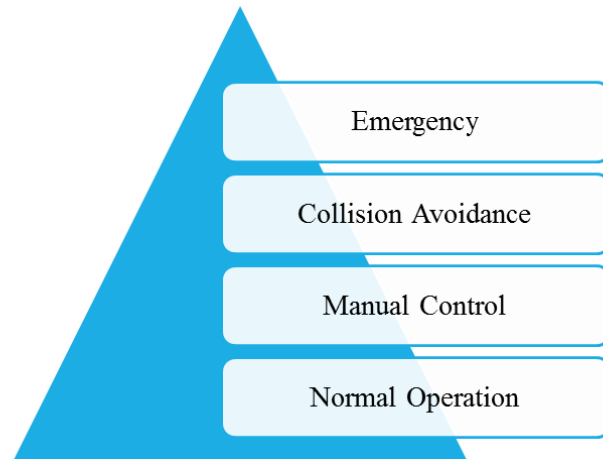 Emergency
Collision Avoidance
Manual Control
Normal Operation